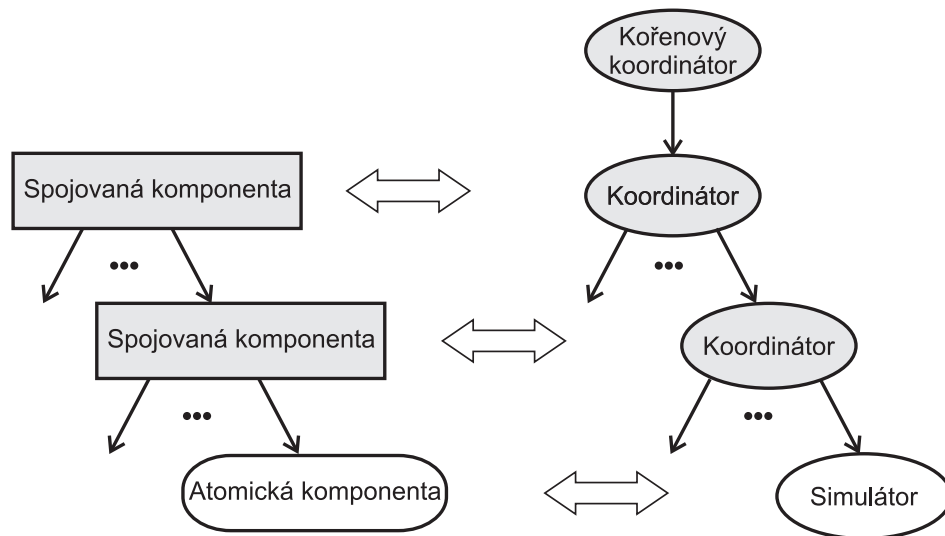 Kořenový
koordinátor
Spojovaná komponenta
Koordinátor
•••
•••
Spojovaná komponenta
Koordinátor
•••
•••
Atomická komponenta
Simulátor